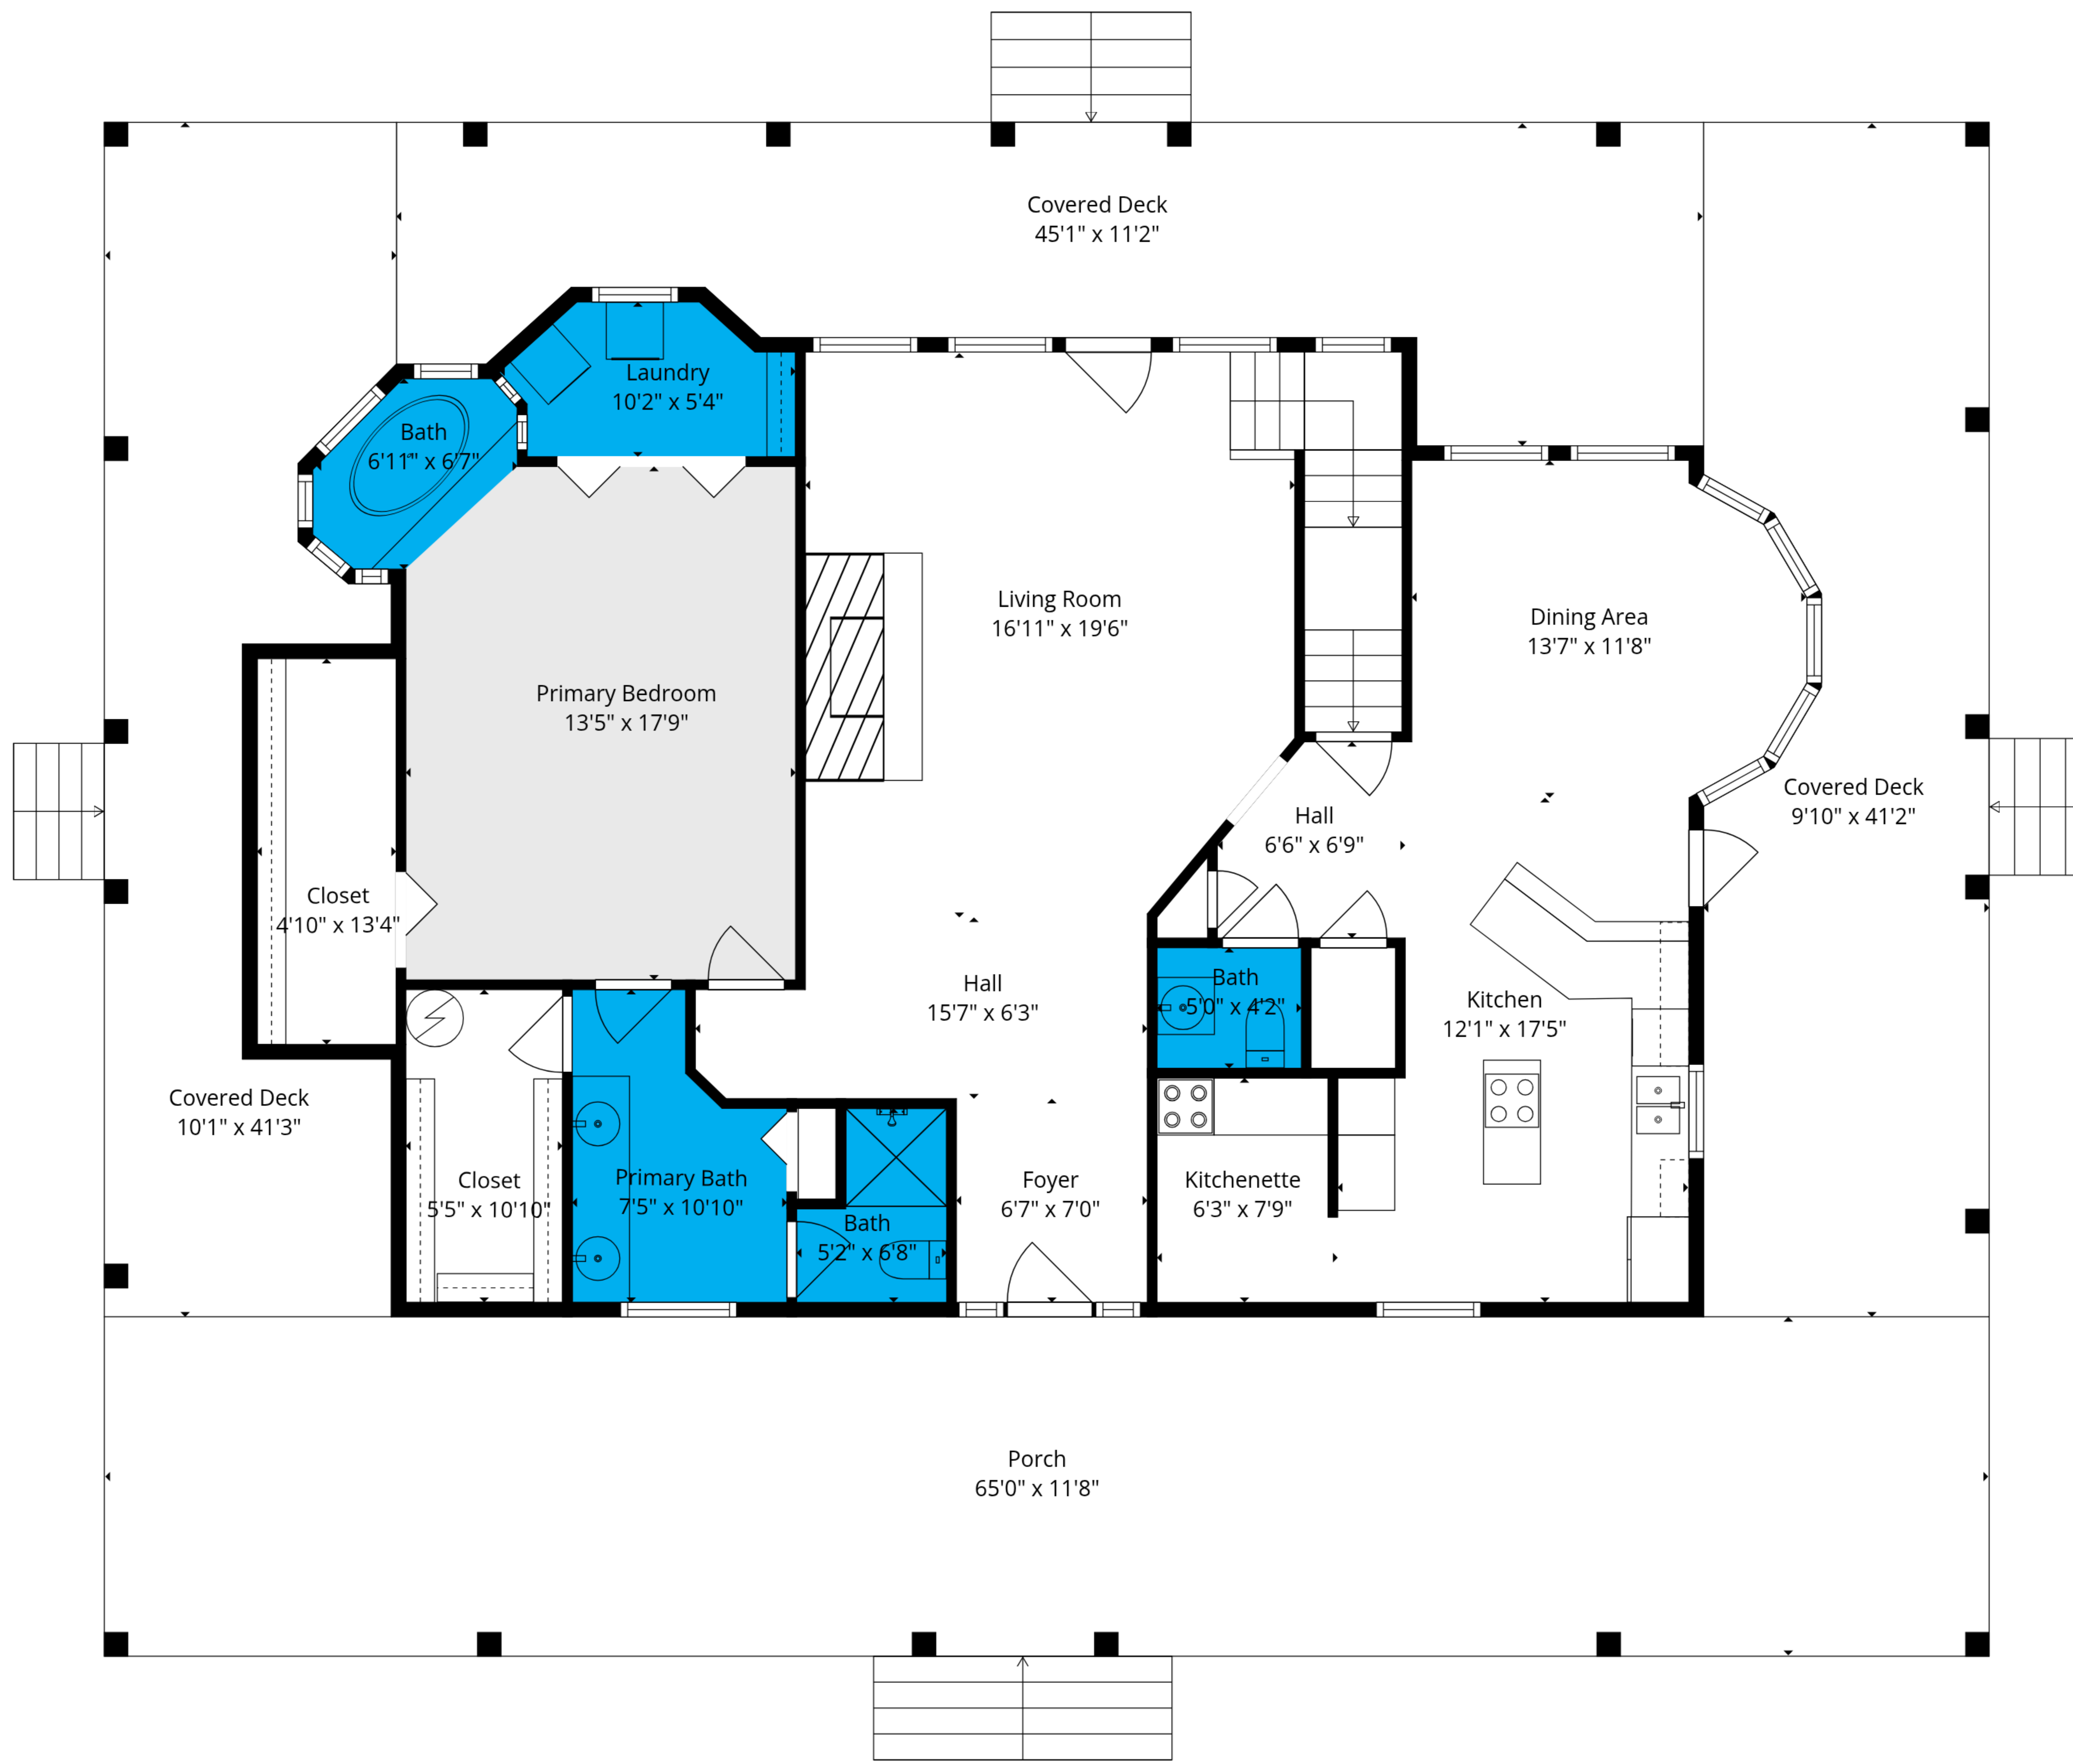 Covered Deck
45'1" x 11'2"
Laundry
10'2" x 5'4"
Bath
6'11" x 6'7"
Living Room
16'11" x 19'6"
Dining Area
13'7" x 11'8"
Primary Bedroom
13'5" x 17'9"
Covered Deck
9'10" x 41'2"
Hall
6'6" x 6'9"
Closet
4'10" x 13'4"
Hall
15'7" x 6'3"
Bath
5'0" x 4'2"
Kitchen
12'1" x 17'5"
Covered Deck
10'1" x 41'3"
Closet
5'5" x 10'10"
Primary Bath
7'5" x 10'10"
Bath
5'2" x 6'8"
Foyer
6'7" x 7'0"
Kitchenette
6'3" x 7'9"
Porch
65'0" x 11'8"